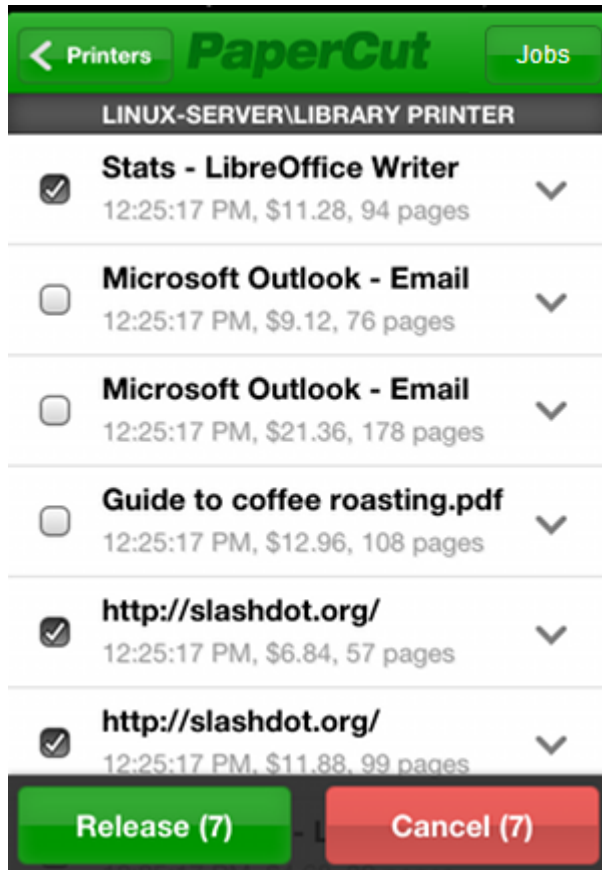 Printers
PaperCut
Jobs
LINUX-SERVER\LIBRARY PRINTER
Stats - LibreOffice Writer
12:25:17 PM, $11.28, 94 pages
Microsoft Outlook - Email
12:25:17 PM, $9.12, 76 pages
Microsoft Outlook - Email
12:25:17 PM, $21.36, 178 pages
Guide to coffee roasting.pdf
12:25:17 PM, $12.96, 108 pages
http://slashdot.org/
12:25:17 PM, $6.84, 57 pages
http://slashdot.org/
12:25:17 PM, $11.88, 99 pages
Release (7)
Cancel (7)